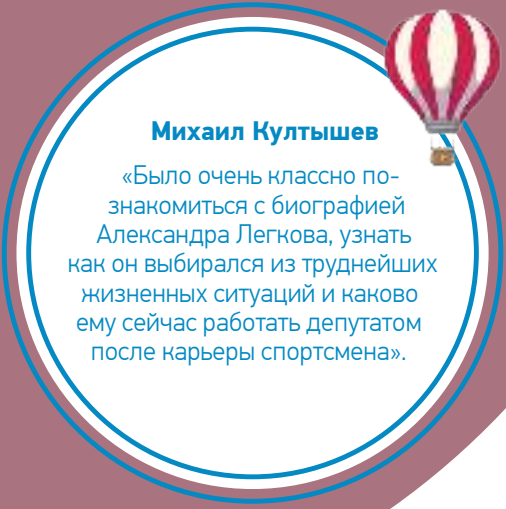 Михаил Култышев
«Было очень классно по-
знакомиться с биографией
Александра Легкова, узнать
как он выбирался из труднейших
жизненных ситуаций и каково
ему сейчас работать депутатом
после карьеры спортсмена».